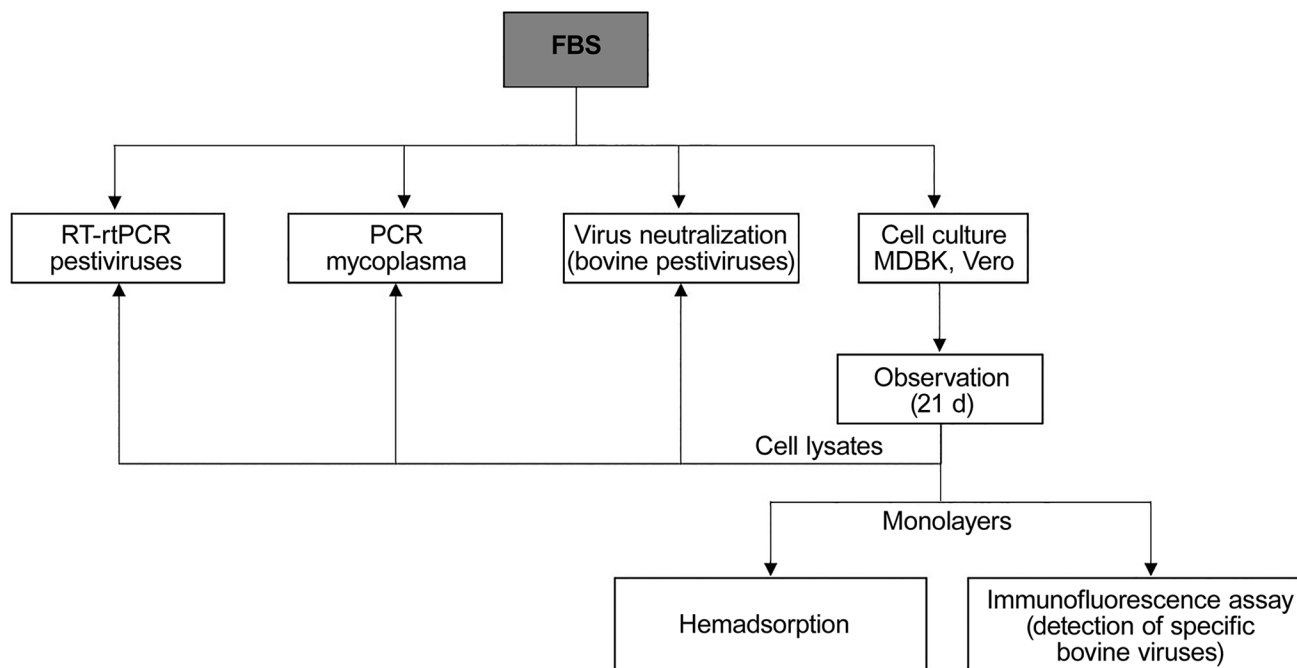 FBS
RT-rtPCR
pestiviruses
PCR
mycoplasma
Virus neutralization
(bovine pestiviruses)
Cell culture
MDBK, Vero
Observation
(21 d)
Cell lysates
Monolayers
Hemadsorption
Immunofluorescence assay
(detection of specific
bovine viruses)